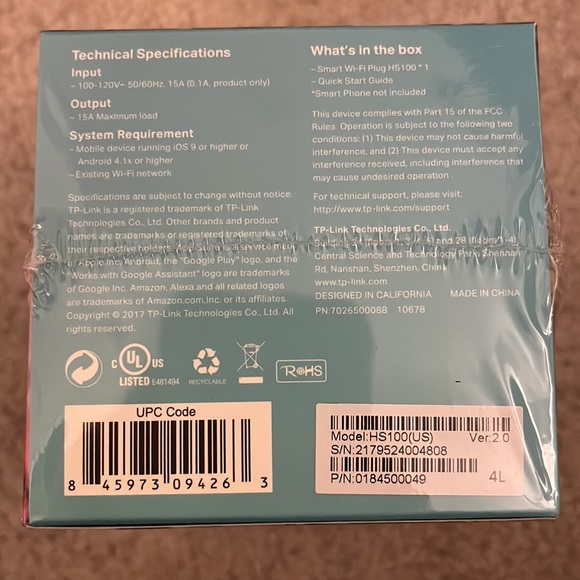 Technical Specifications
Input
– 100-120V~ 50/60Hz, 15A (0.1A, product only)
Output
– 15A Maximum load
System Requirement
– Mobile device running iOS 9 or higher or
Android 4.1x or higher
– Existing Wi-Fi network
Specifications are subject to change without notice.
TP-Link is a registered trademark of TP-Link
Technologies Co., Ltd. Other brands and product
names are trademarks or registered trademarks of
their respective holders. App Store is a service mark
of Apple Inc. Android, the "Google Play" logo, and the
"Works with Google Assistant" logo are trademarks
of Google Inc. Amazon, Alexa and all related logos
are trademarks of Amazon.com,Inc. or its affiliates.
Copyright © 2017 TP-Link Technologies Co., Ltd. All
rights reserved.
What's in the box
– Smart Wi-Fi Plug HS100 * 1
– Quick Start Guide
*Smart Phone not included
This device complies with Part 15 of the FCC
Rules. Operation is subject to the following two
conditions: (1) This device may not cause harmful
interference, and (2) This device must accept any
interference received, including interference that
may cause undesired operation.
For technical support, please visit:
http://www.tp-link.com/support
TP-Link Technologies Co., Ltd.
and 28 (floors1-4),
Central Science and Technology Park, Shennan
Rd, Nanshan, Shenzhen, China
www.tp-link.com
DESIGNED IN CALIFORNIA MADE IN CHINA
PN:7026500088 10678
C UL US
LISTED E481494
RECYCLABLE
RoHS
UPC Code
8 45973 09426 3
Model:HS100(US) Ver:2.0
S/N:2179524004808
P/N:0184500049 4L